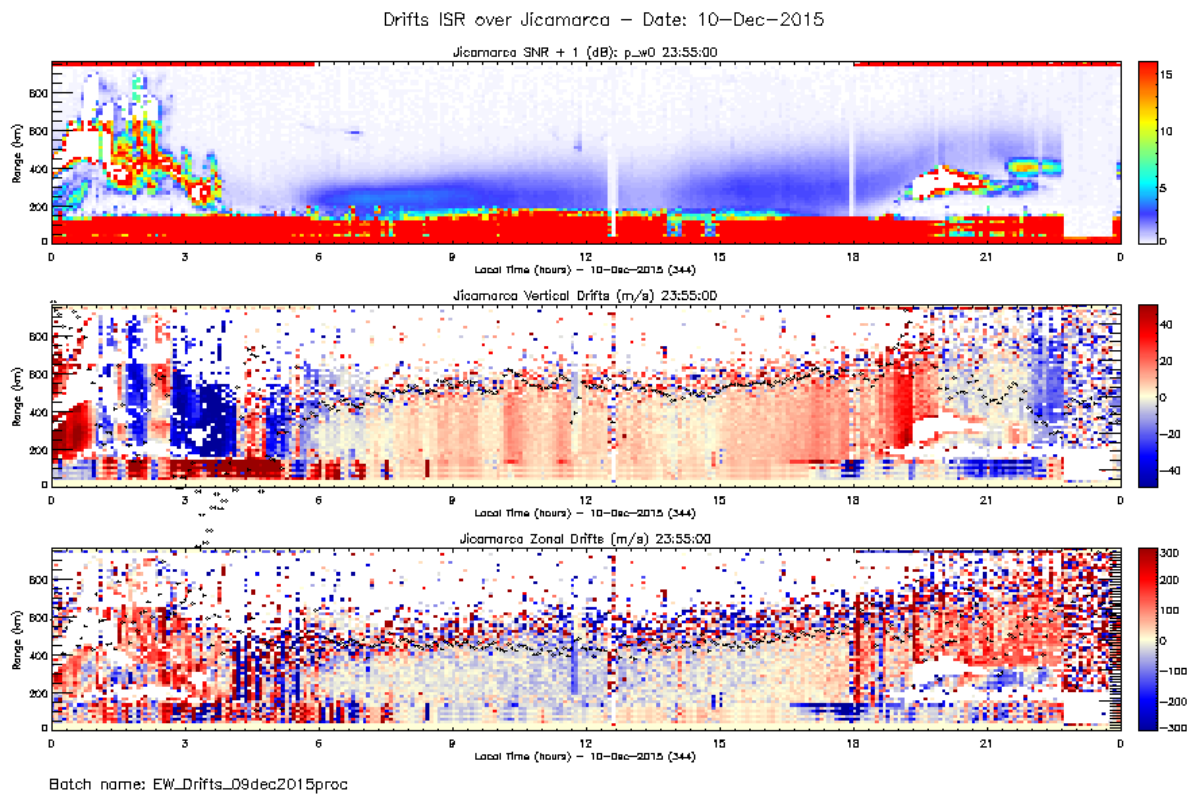 Drifts ISR over Jicamarca - Date: 10-Dec-2015
Jicamarca SNR + 1 (dB): p_w0 23:55:00
Range (km)
800
600
400
200
0
0 3 6 9 12 15 18 21 0
Local Time (hours) - 10-Dec-2015 (344)
15
10
5
0
Jicamarca Vertical Drifts (m/s) 23:55:00
Range (km)
800
600
400
200
0
0 3 6 9 12 15 18 21 0
Local Time (hours) - 10-Dec-2015 (344)
40
20
0
-20
-40
Jicamarca Zonal Drifts (m/s) 23:55:00
Range (km)
800
600
400
200
0
0 3 6 9 12 15 18 21 0
Local Time (hours) - 10-Dec-2015 (344)
300
200
100
0
-100
-200
-300
Batch name: EW_Drifts_09dec2015proc